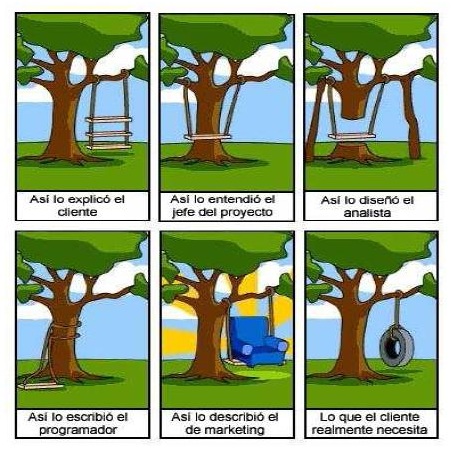 Así lo explicó el
cliente
Así lo entendió el
jefe del proyecto
Así lo diseñó el
analista
Así lo escribió el
programador
Así lo describió el
de marketing
Lo que el cliente
realmente necesita